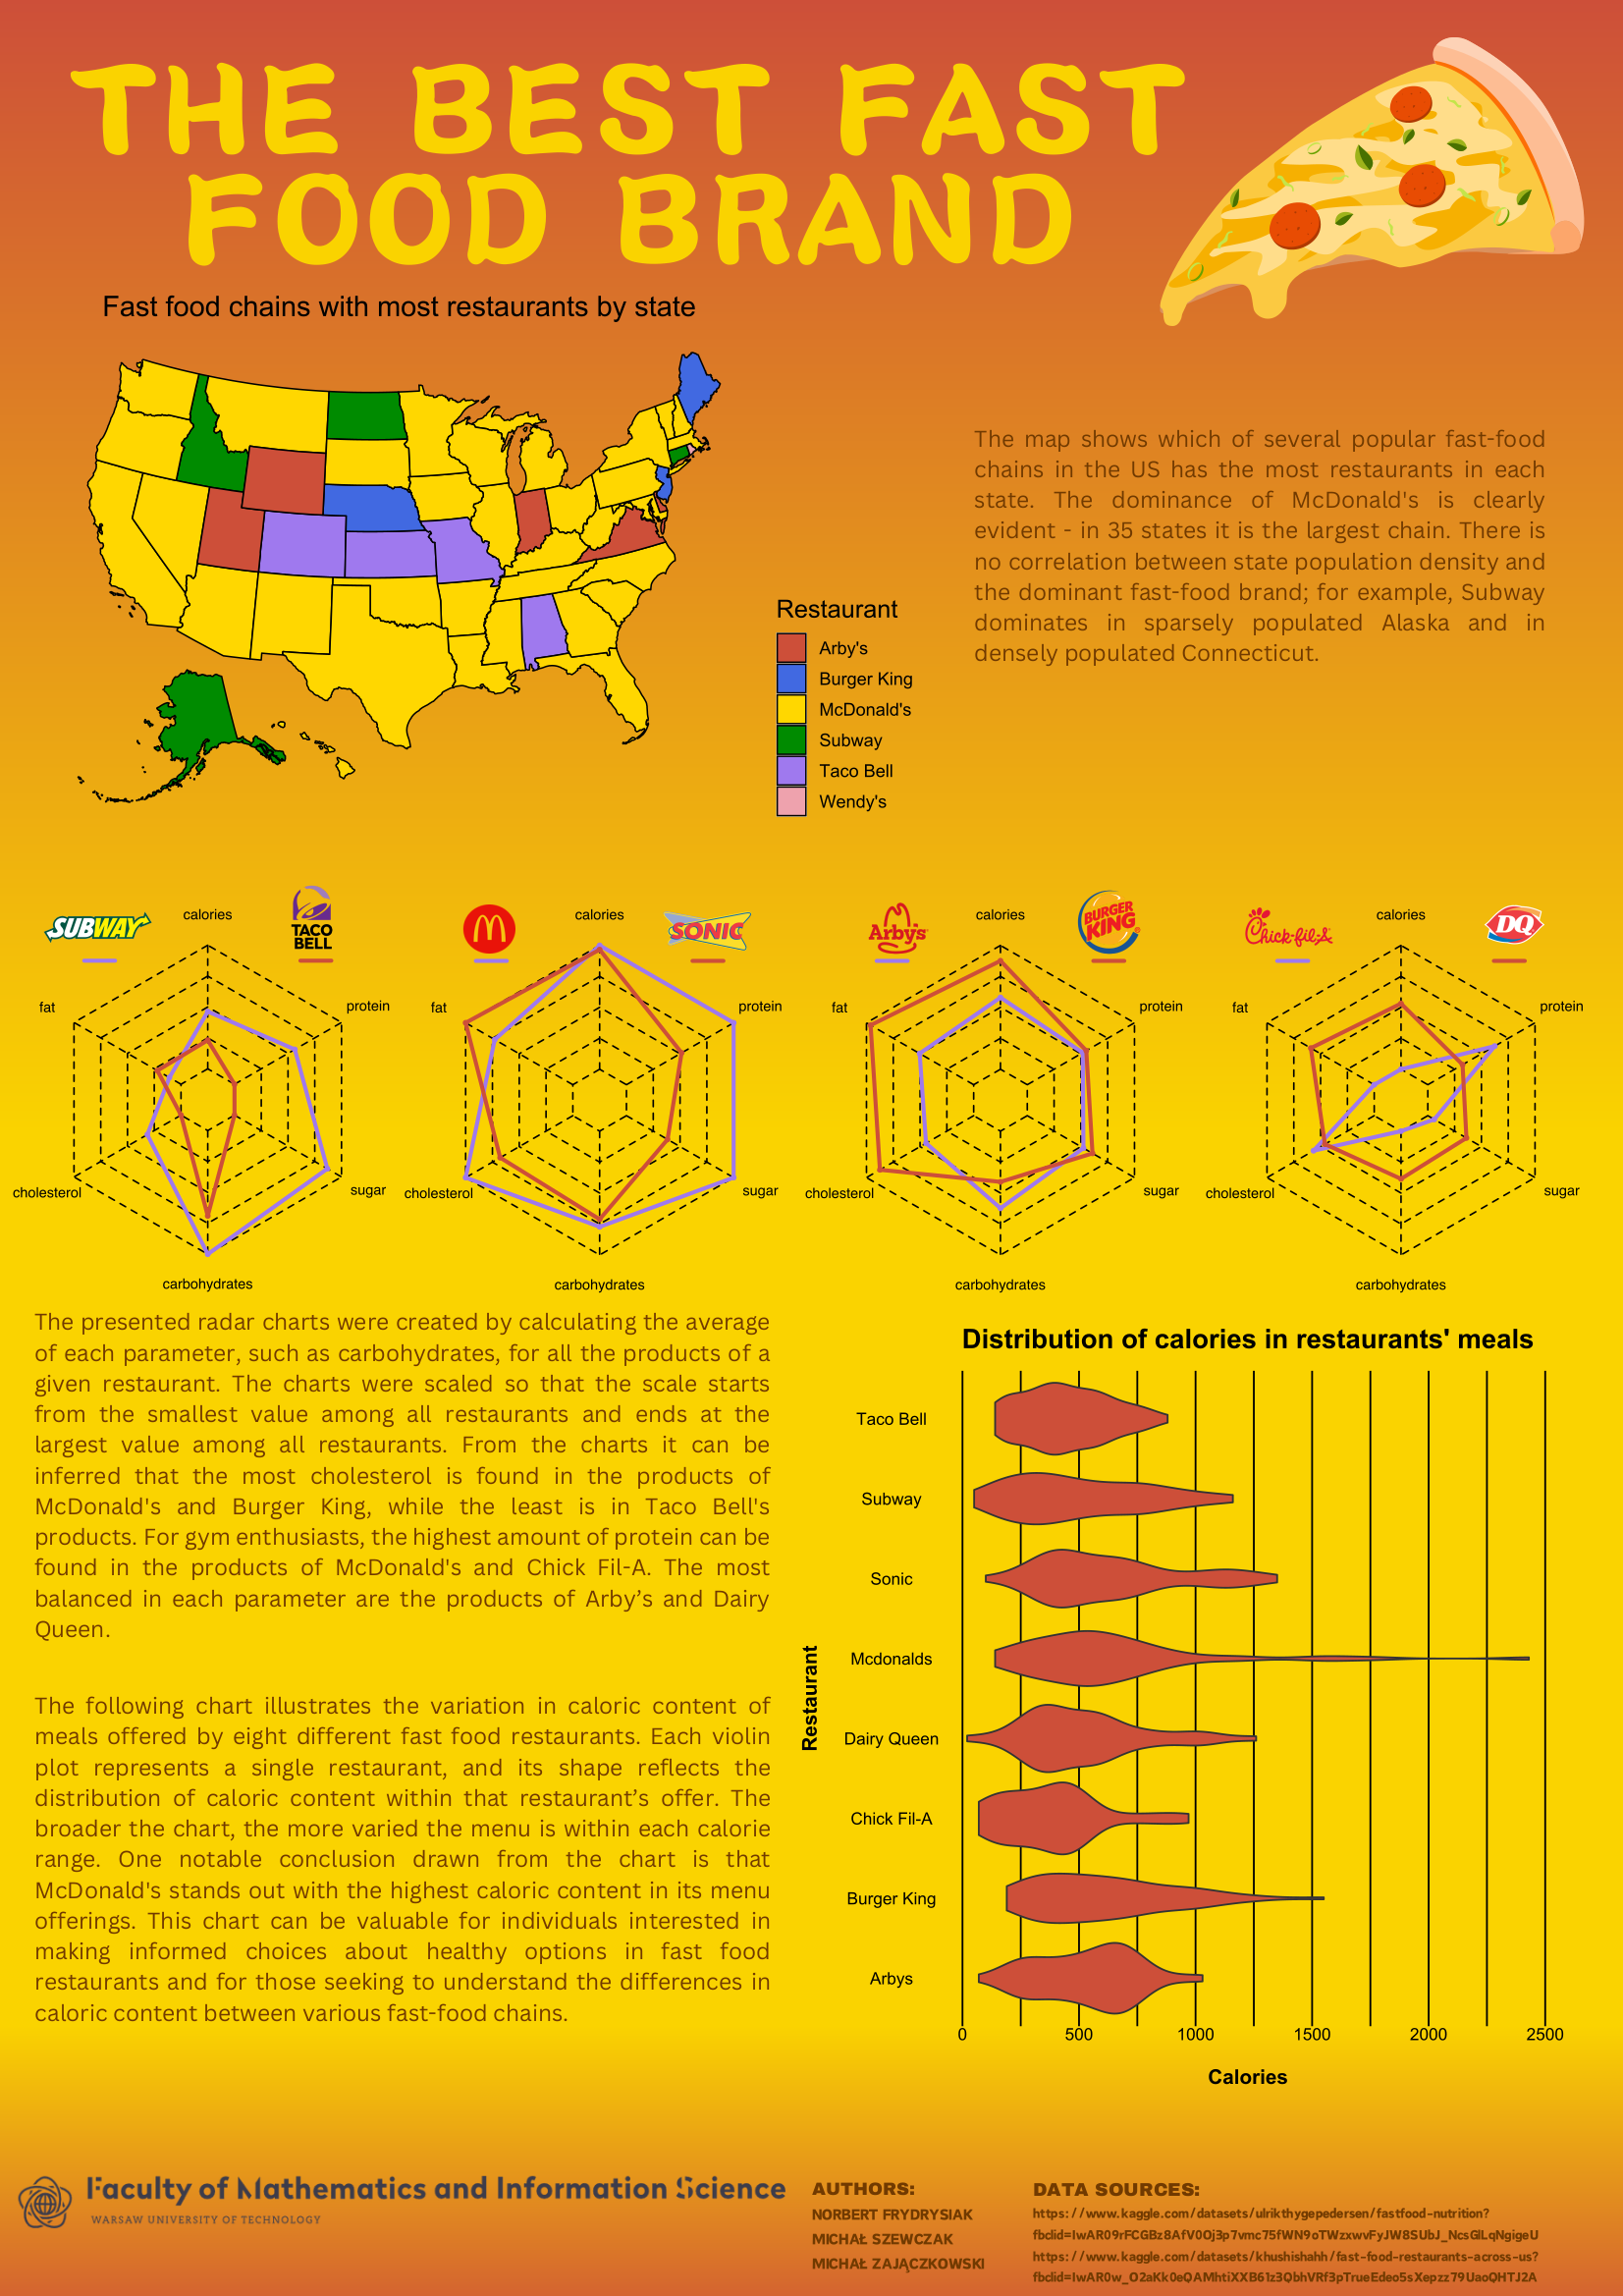 THE BEST FAST
FOOD BRAND
Fast food chains with most restaurants by state
The map shows which of several popular fast-food
chains in the US has the most restaurants in each
state. The dominance of McDonald's is clearly
evident - in 35 states it is the largest chain. There is
no correlation between state population density and
the dominant fast-food brand; for example, Subway
dominates in sparsely populated Alaska and in
densely populated Connecticut.
Restaurant
Arby's
Burger King
McDonald's
Subway
Taco Bell
Wendy's
SUBWAY
calories
TACO
BELL
fat
protein
cholesterol
sugar
carbohydrates
calories
SONIC
fat
protein
cholesterol
sugar
carbohydrates
Arby's
calories
BURGER
KING
fat
protein
cholesterol
sugar
carbohydrates
Chick-fil-A
calories
DQ
fat
protein
cholesterol
sugar
carbohydrates
The presented radar charts were created by calculating the average
of each parameter, such as carbohydrates, for all the products of a
given restaurant. The charts were scaled so that the scale starts
from the smallest value among all restaurants and ends at the
largest value among all restaurants. From the charts it can be
inferred that the most cholesterol is found in the products of
McDonald's and Burger King, while the least is in Taco Bell's
products. For gym enthusiasts, the highest amount of protein can be
found in the products of McDonald's and Chick Fil-A. The most
balanced in each parameter are the products of Arby’s and Dairy
Queen.
The following chart illustrates the variation in caloric content of
meals offered by eight different fast food restaurants. Each violin
plot represents a single restaurant, and its shape reflects the
distribution of caloric content within that restaurant’s offer. The
broader the chart, the more varied the menu is within each calorie
range. One notable conclusion drawn from the chart is that
McDonald's stands out with the highest caloric content in its menu
offerings. This chart can be valuable for individuals interested in
making informed choices about healthy options in fast food
restaurants and for those seeking to understand the differences in
caloric content between various fast-food chains.
Distribution of calories in restaurants' meals
Restaurant
Taco Bell
Subway
Sonic
Mcdonalds
Dairy Queen
Chick Fil-A
Burger King
Arbys
0 500 1000 1500 2000 2500
Calories
Faculty of Mathematics and Information Science
WARSAW UNIVERSITY OF TECHNOLOGY
AUTHORS:
NORBERT FRYDRYSIAK
MICHAŁ SZEWCZAK
MICHAŁ ZAJĄCZKOWSKI
DATA SOURCES:
https://www.kaggle.com/datasets/ulrikthygepedersen/fastfood-nutrition?
https://www.kaggle.com/datasets/khushishahh/fast-food-restaurants-across-us?